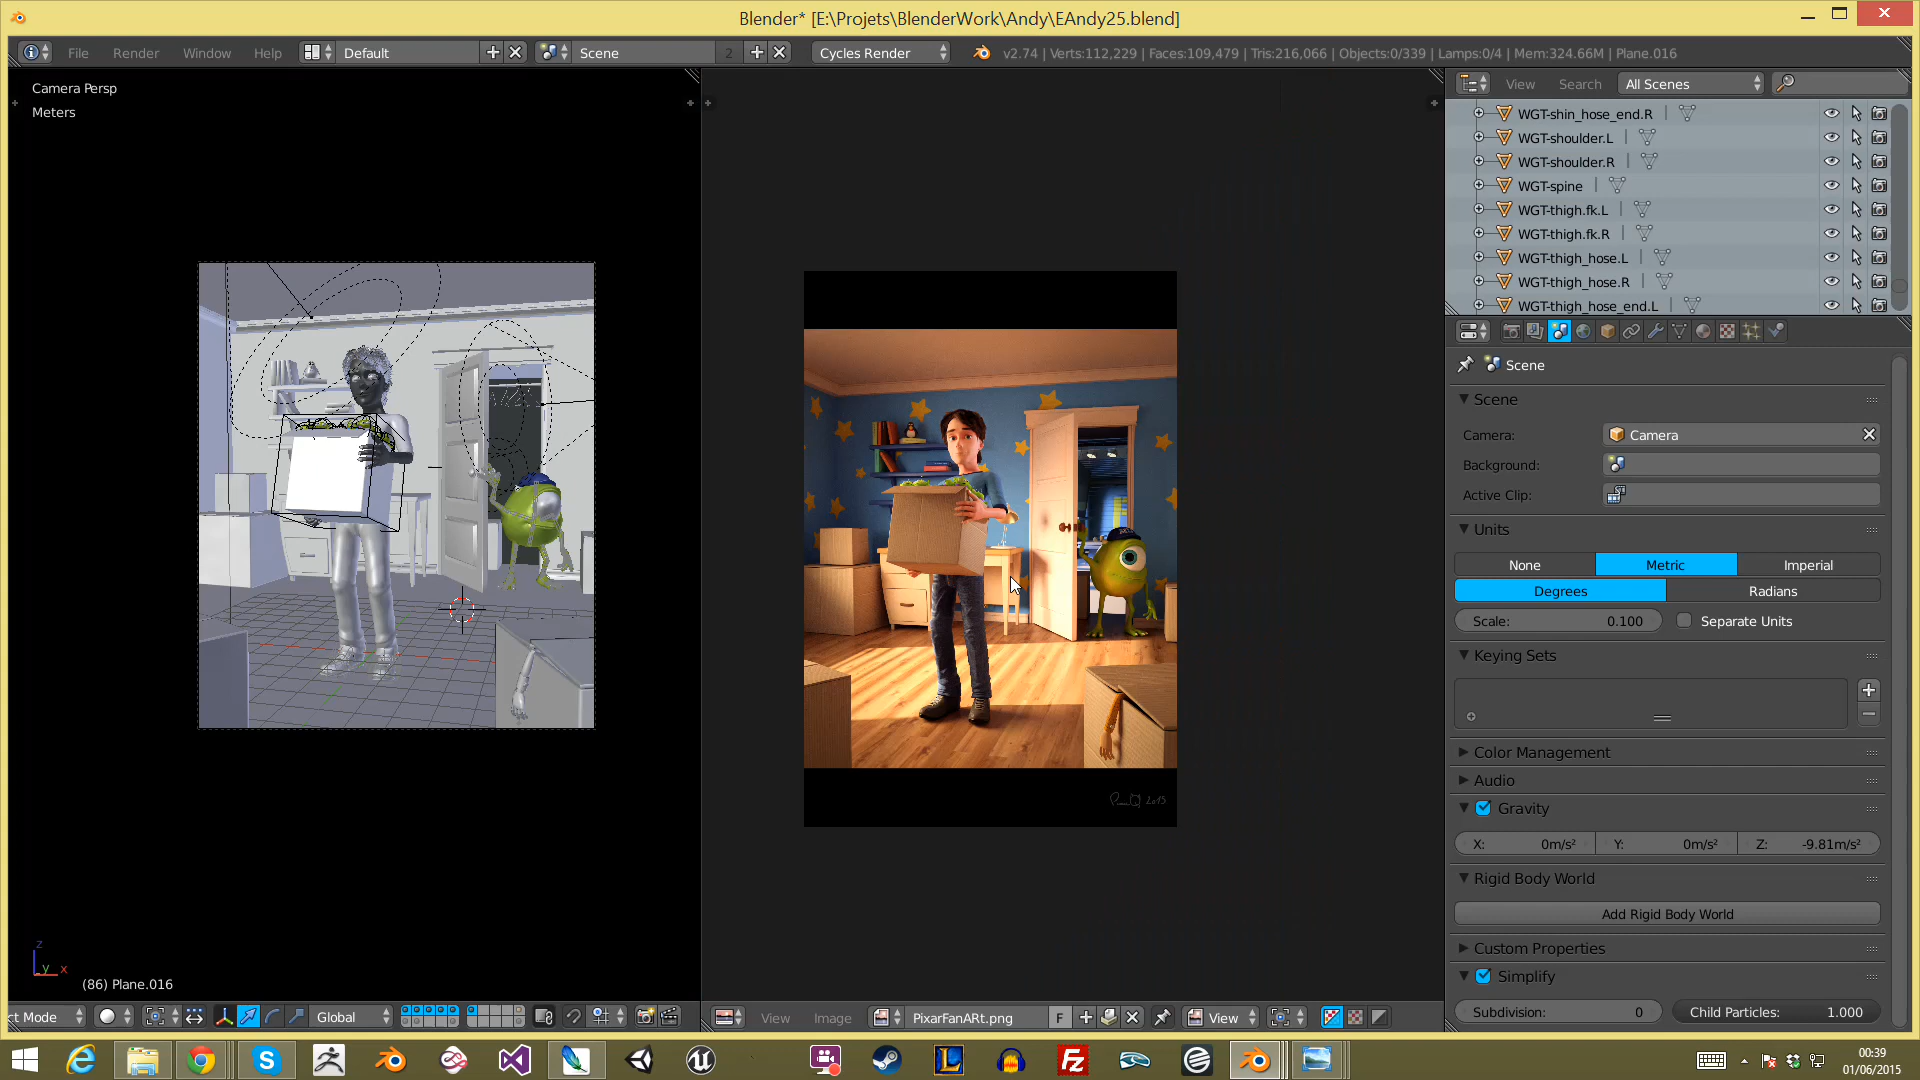 Blender* [E:\Projets\BlenderWork\Andy\EAndy25.blend]
File Render Window Help Default Scene 2 Cycles Render v2.74 | Verts:112,229 | Faces:109,479 | Tris:216,066 | Objects:0/339 | Lamps:0/4 | Mem:324.66M | Plane.016
Camera Persp
Meters
View Search All Scenes
WGT-shin_hose_end.R
WGT-shoulder.L
WGT-shoulder.R
WGT-spine
WGT-thigh.fk.L
WGT-thigh.fk.R
WGT-thigh_hose.L
WGT-thigh_hose.R
WGT-thigh_hose_end.L
Scene
Scene
Camera: Camera
Background:
Active Clip:
Units
None Metric Imperial
Degrees Radians
Scale: 0.100 Separate Units
Keying Sets
Color Management
Audio
Gravity
X: 0m/s² Y: 0m/s² Z: -9.81m/s²
Rigid Body World
Add Rigid Body World
Custom Properties
Simplify
Subdivision: 0 Child Particles: 1.000
z
y x
(86) Plane.016
ct Mode Global
View Image PixarFanARt.png F View
00:39
01/06/2015